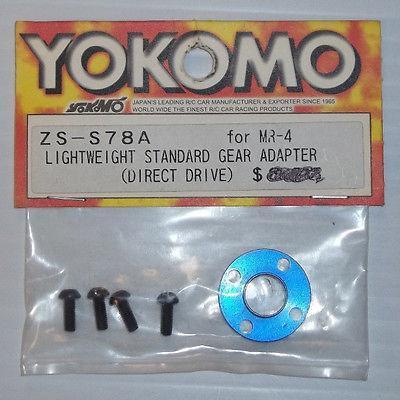 YOKOMO
YOKOMO
JAPAN'S LEADING R/C CAR MANUFACTURER & EXPORTER SINCE 1965
WORLD WIDE THE FINEST R/C CAR RACING PRODUCTS
ZS-S78A for MR-4
LIGHTWEIGHT STANDARD GEAR ADAPTER
(DIRECT DRIVE) $